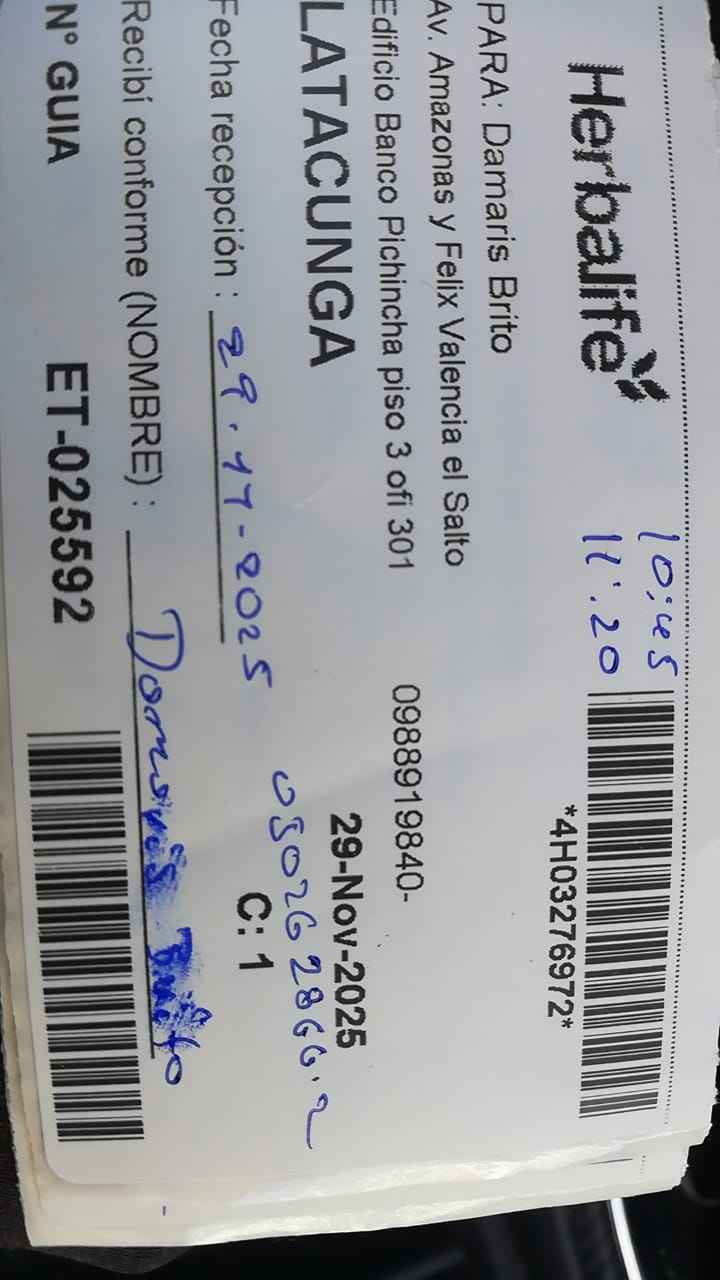 Herbalife
10:45
11:20
*4H03276972*
PARA: Damaris Brito
Av. Amazonas y Felix Valencia el Salto
Edificio Banco Pichincha piso 3 ofi 301
0988919840-
LATACUNGA
29-Nov-2025
Fecha recepción : 29-11-2025
C: 1
Recibí conforme (NOMBRE) : Damaris Brito
N° GUIA ET-025592